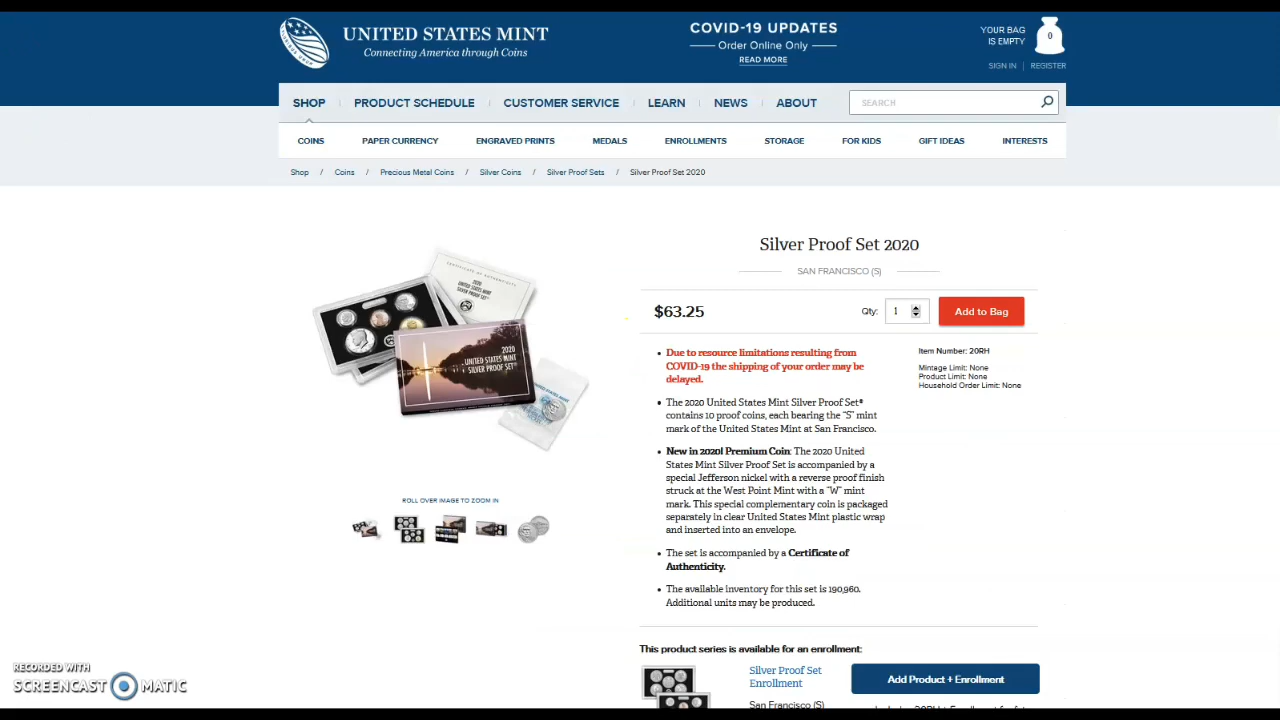 UNITED STATES MINT
Connecting America through Coins
COVID-19 UPDATES
Order Online Only
READ MORE
YOUR BAG
IS EMPTY
0
SIGN IN | REGISTER
SHOP
PRODUCT SCHEDULE
CUSTOMER SERVICE
LEARN
NEWS
ABOUT
SEARCH
COINS
PAPER CURRENCY
ENGRAVED PRINTS
MEDALS
ENROLLMENTS
STORAGE
FOR KIDS
GIFT IDEAS
INTERESTS
Shop / Coins / Precious Metal Coins / Silver Coins / Silver Proof Sets / Silver Proof Set 2020
CERTIFICATE OF AUTHENTICITY
2020
UNITED STATES MINT
SILVER PROOF SET
2020
UNITED STATES MINT
SILVER PROOF SET
ROLL OVER IMAGE TO ZOOM IN
Silver Proof Set 2020
SAN FRANCISCO (S)
$63.25
Qty: 1
Add to Bag
• Due to resource limitations resulting from
COVID-19 the shipping of your order may be
delayed.
• The 2020 United States Mint Silver Proof Set®
contains 10 proof coins, each bearing the “S” mint
mark of the United States Mint at San Francisco.
• New in 2020! Premium Coin: The 2020 United
States Mint Silver Proof Set is accompanied by a
special Jefferson nickel with a reverse proof finish
struck at the West Point Mint with a “W” mint
mark. This special complementary coin is packaged
separately in clear United States Mint plastic wrap
and inserted into an envelope.
• The set is accompanied by a Certificate of
Authenticity.
• The available inventory for this set is 190,960.
Additional units may be produced.
Item Number: 20RH
Mintage Limit: None
Product Limit: None
Household Order Limit: None
This product series is available for an enrollment:
Silver Proof Set
Enrollment
San Francisco (S)
Add Product + Enrollment
RECORDED WITH
SCREENCAST MATIC